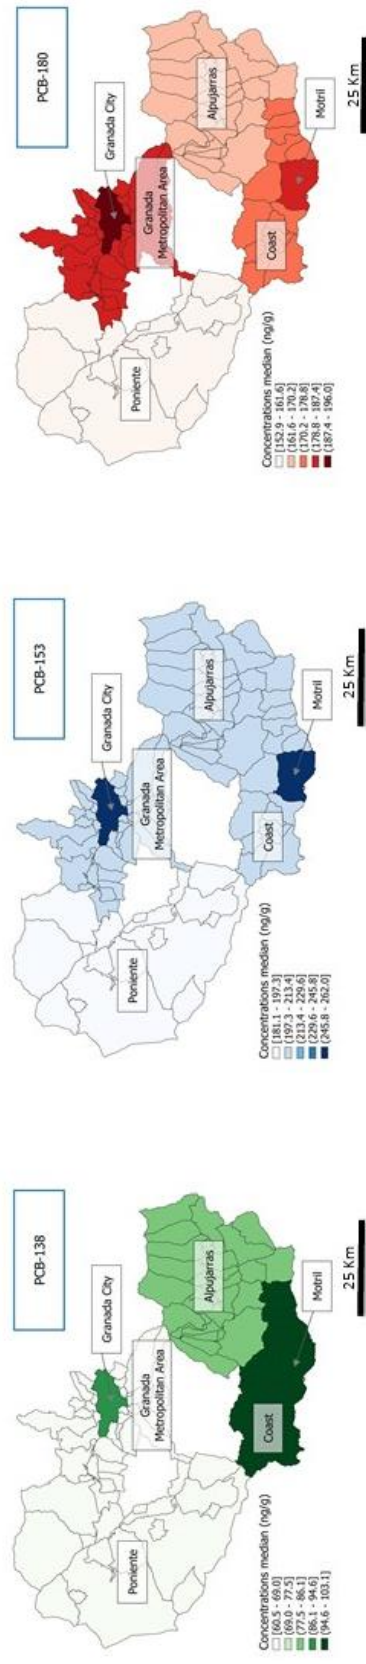 PCB-138
Granada City
Granada
Metropolitan Area
Alpujarras
Poniente
Coast
Motril
Concentrations median (ng/g)
[60.5 - 69.0]
(69.0 - 77.5]
(77.5 - 86.1]
(86.1 - 94.6]
(94.6 - 103.1]
25 Km
PCB-153
Granada City
Granada
Metropolitan Area
Alpujarras
Poniente
Coast
Motril
Concentrations median (ng/g)
[181.1 - 197.3]
(197.3 - 213.4]
(213.4 - 229.6]
(229.6 - 245.8]
(245.8 - 262.0]
25 Km
PCB-180
Granada City
Granada
Metropolitan Area
Alpujarras
Poniente
Coast
Motril
Concentrations median (ng/g)
[152.9 - 161.6]
(161.6 - 170.2]
(170.2 - 178.8]
(178.8 - 187.4]
(187.4 - 196.0]
25 Km